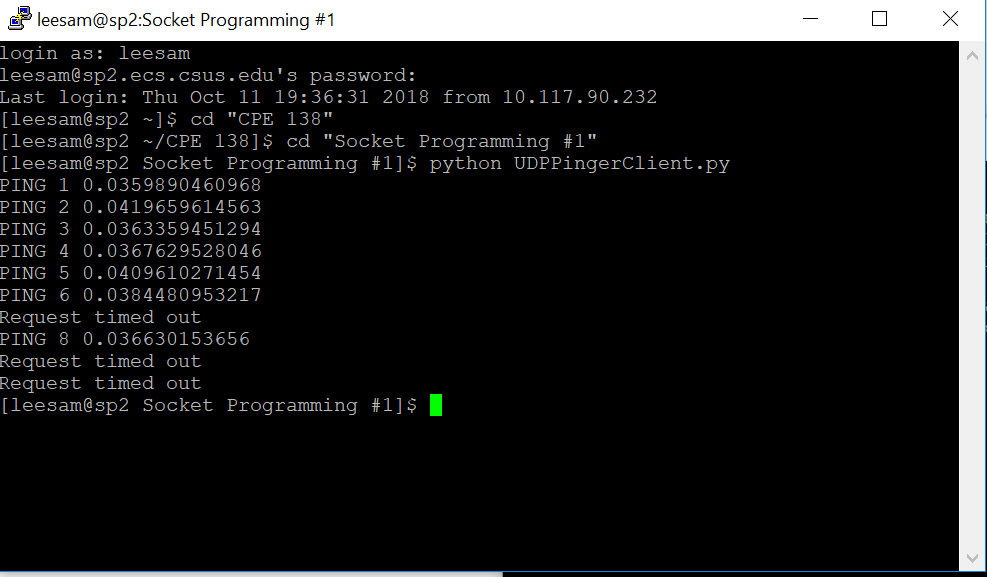 leesam@sp2:Socket Programming #1
login as: leesam
leesam@sp2.ecs.csus.edu's password:
Last login: Thu Oct 11 19:36:31 2018 from 10.117.90.232
[leesam@sp2 ~]$ cd "CPE 138"
[leesam@sp2 ~/CPE 138]$ cd "Socket Programming #1"
[leesam@sp2 Socket Programming #1]$ python UDPPingerClient.py
PING 1 0.0359890460968
PING 2 0.0419659614563
PING 3 0.0363359451294
PING 4 0.0367629528046
PING 5 0.0409610271454
PING 6 0.0384480953217
Request timed out
PING 8 0.036630153656
Request timed out
Request timed out
[leesam@sp2 Socket Programming #1]$